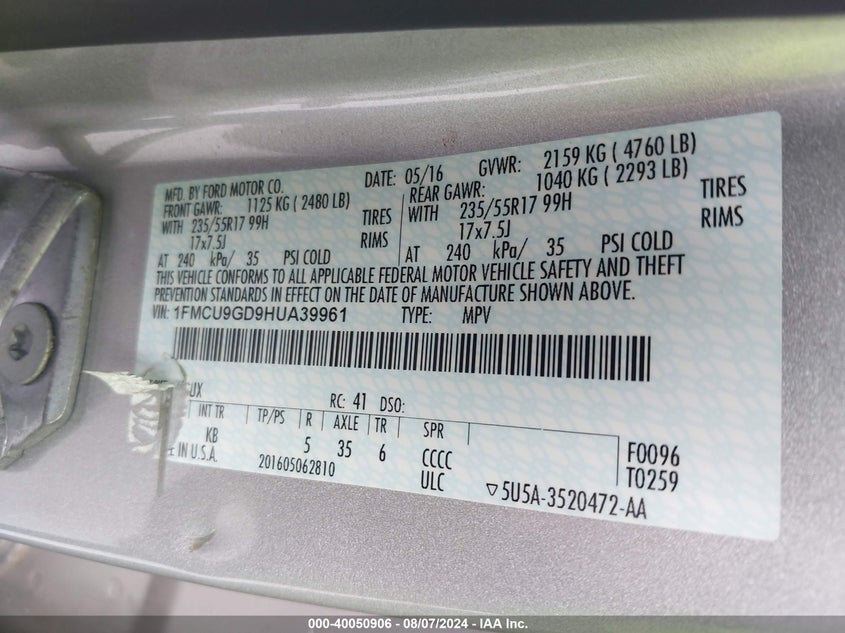 MFD. BY FORD MOTOR CO.
DATE: 05/16 GVWR: 2159 KG ( 4760 LB)
FRONT GAWR: 1125 KG ( 2480 LB)
REAR GAWR: 1040 KG ( 2293 LB)
WITH 235/55R17 99H TIRES
WITH 235/55R17 99H TIRES
17x7.5J RIMS
17x7.5J RIMS
AT 240 kPa/ 35 PSI COLD
AT 240 kPa/ 35 PSI COLD
THIS VEHICLE CONFORMS TO ALL APPLICABLE FEDERAL MOTOR VEHICLE SAFETY AND THEFT
PREVENTION STANDARDS IN EFFECT ON THE DATE OF MANUFACTURE SHOWN ABOVE.
VIN: 1FMCU9GD9HUA39961 TYPE: MPV
UX RC: 41 DSO:
INT TR TP/PS R AXLE TR SPR
KB 5 35 6 CCCC F0096
IN U.S.A. 201605062810 ULC T0259
▽5U5A-3520472-AA
000-40050906 - 08/07/2024 - IAA Inc.